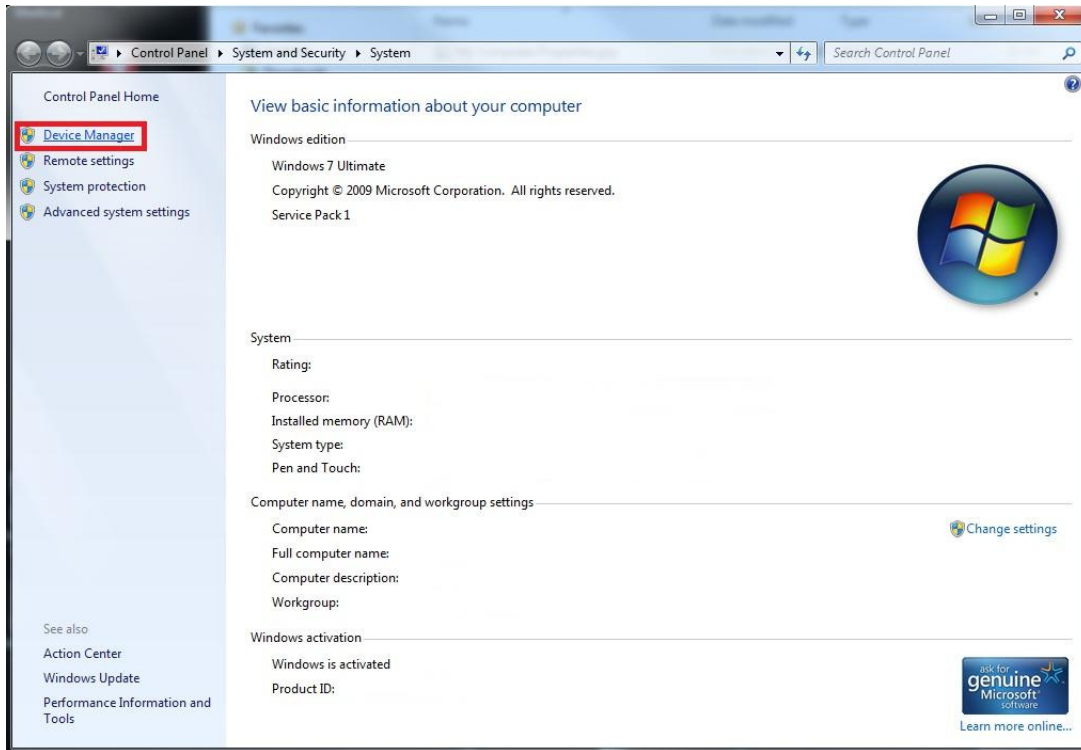 Control Panel ▸ System and Security ▸ System
Search Control Panel
Control Panel Home
Device Manager
Remote settings
System protection
Advanced system settings
View basic information about your computer
Windows edition
Windows 7 Ultimate
Copyright © 2009 Microsoft Corporation. All rights reserved.
Service Pack 1
System
Rating:
Processor:
Installed memory (RAM):
System type:
Pen and Touch:
Computer name, domain, and workgroup settings
Computer name:
Change settings
Full computer name:
Computer description:
Workgroup:
See also
Action Center
Windows Update
Performance Information and
Tools
Windows activation
Windows is activated
Product ID:
ask for
genuine
Microsoft
software
Learn more online...